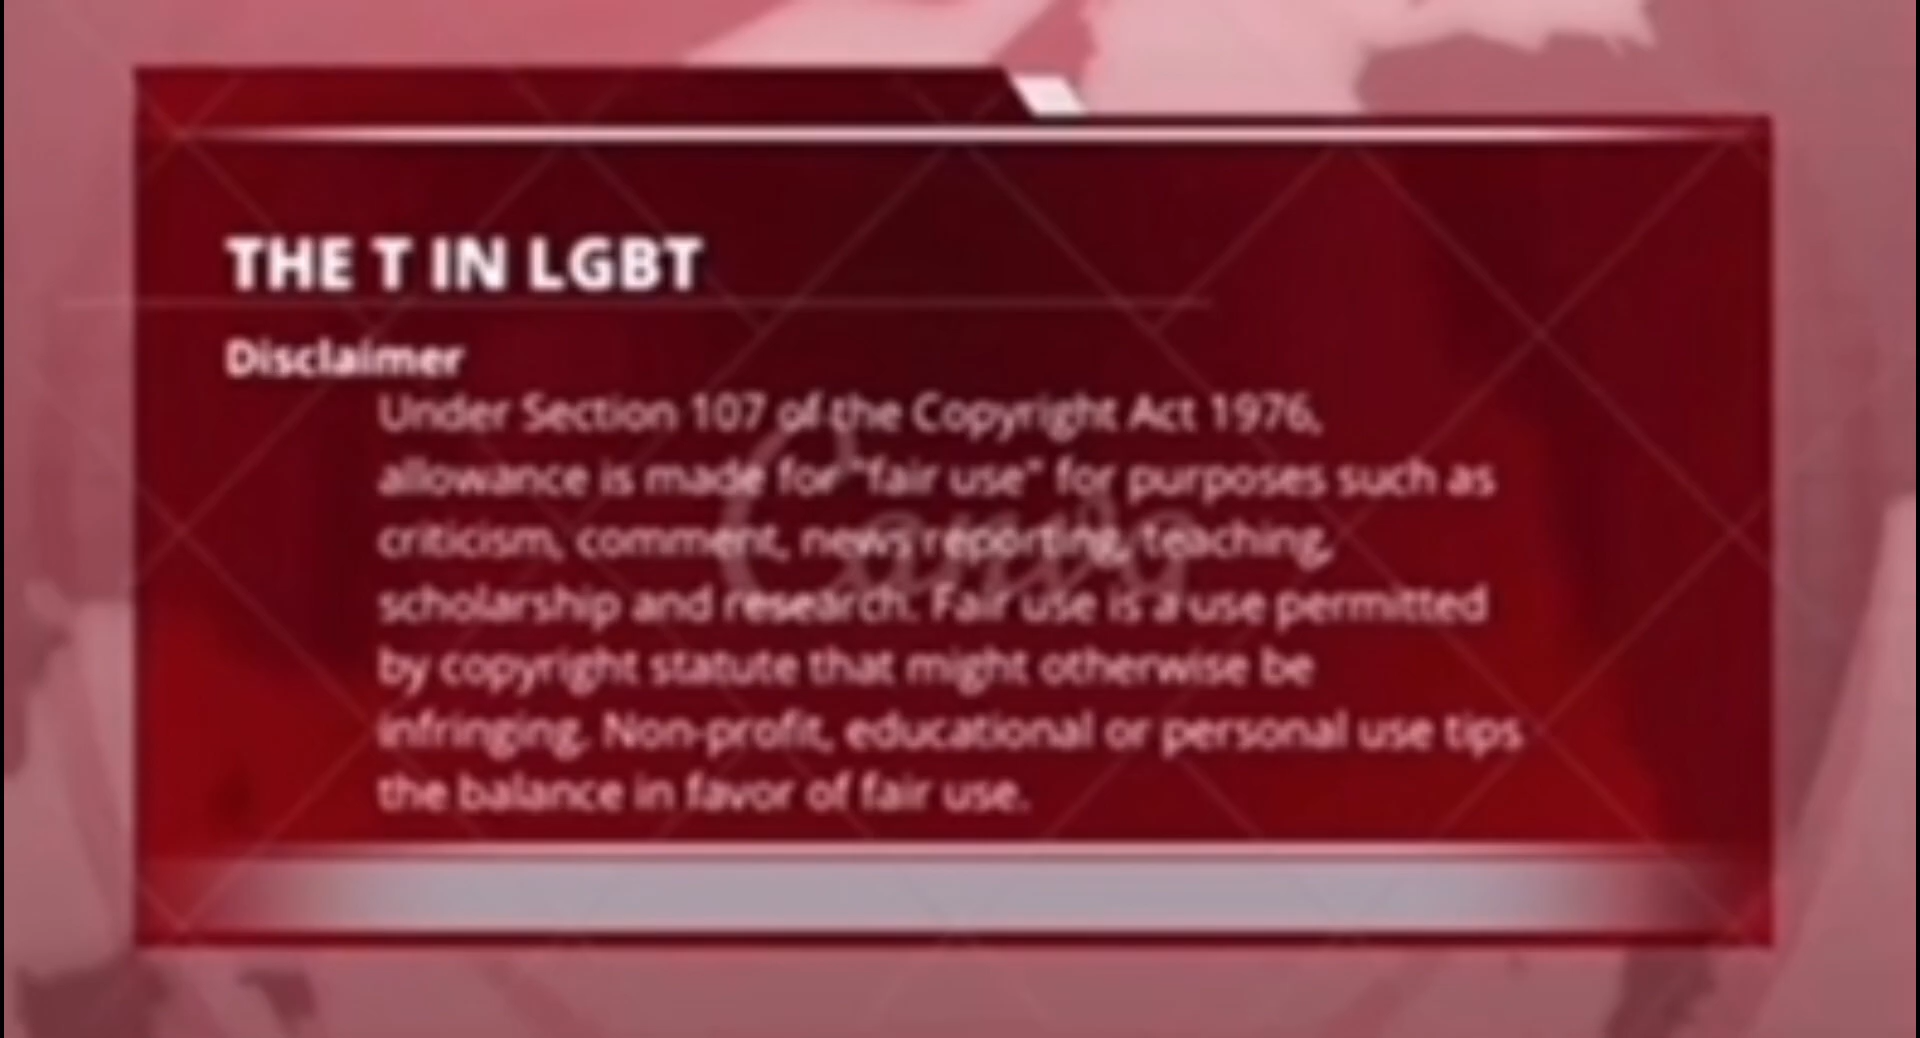 THE T IN LGBT
Disclaimer
Under Section 107 of the Copyright Act 1976,
allowance is made for "fair use" for purposes such as
criticism, comment, news reporting, teaching,
scholarship and research. Fair use is a use permitted
by copyright statute that might otherwise be
infringing. Non-profit, educational or personal use tips
the balance in favor of fair use.
Canva